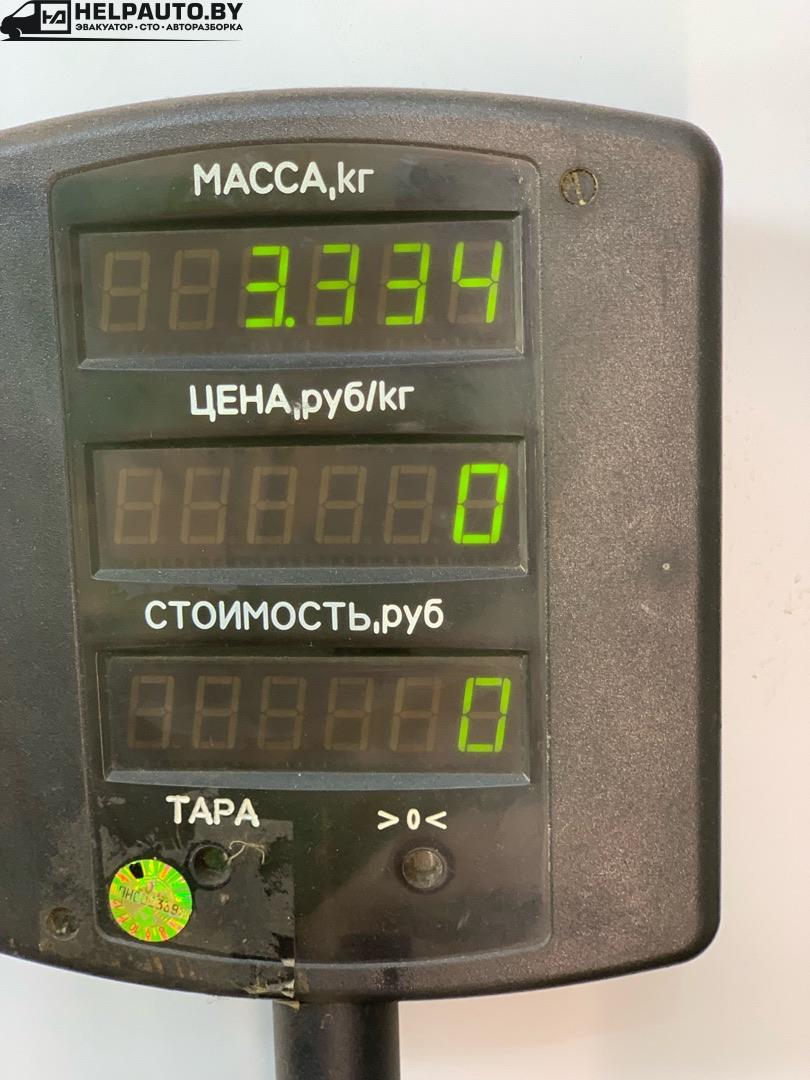 HELPAUTO.BY
ЭВАКУАТОР · СТО · АВТОРАЗБОРКА
МАССА,кг
3.334
ЦЕНА,руб/кг
0
СТОИМОСТЬ,руб
0
ТАРА >0<